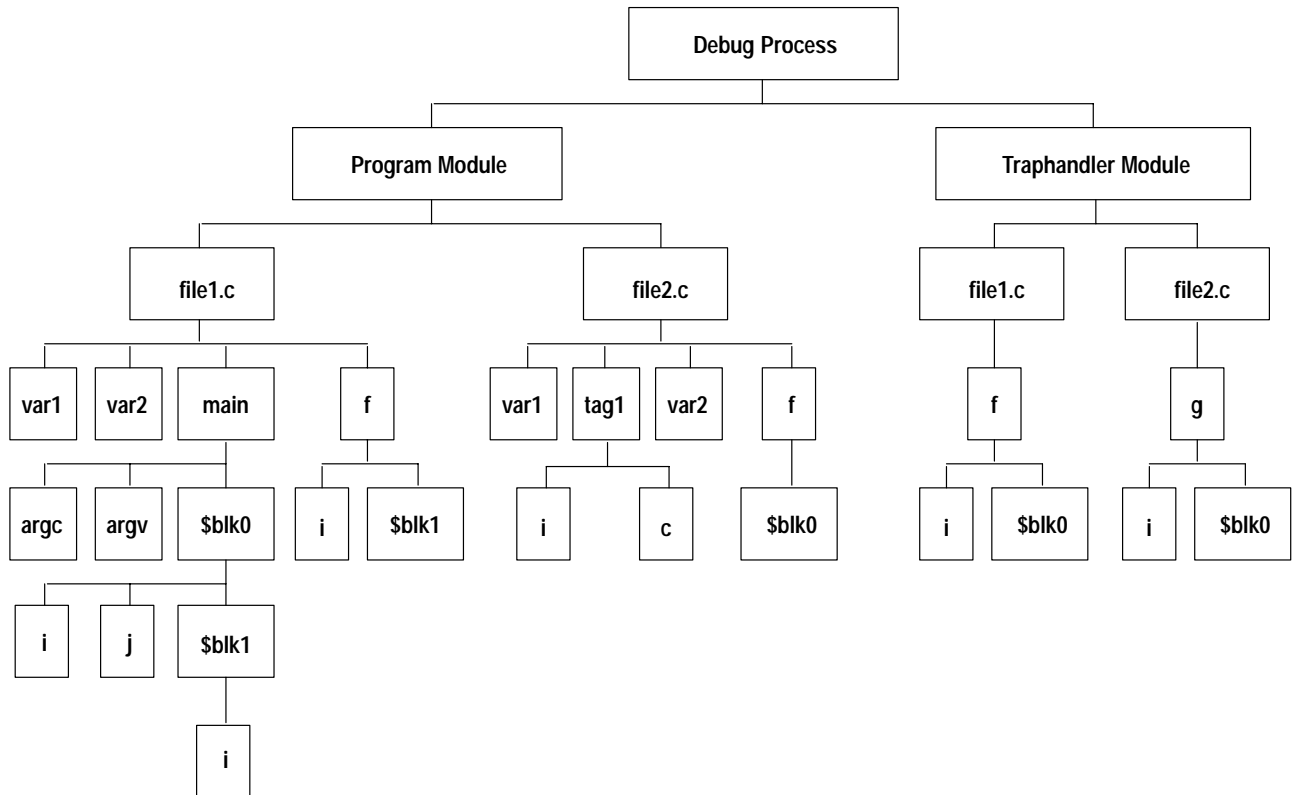 Debug Process
Program Module Traphandler Module
file1.c file2.c file1.c file2.c
var1 var2 main f var1 tag1 var2 f f g
argc argv $blk0 i $blk1 i c $blk0 i $blk0 i $blk0
i j $blk1
i